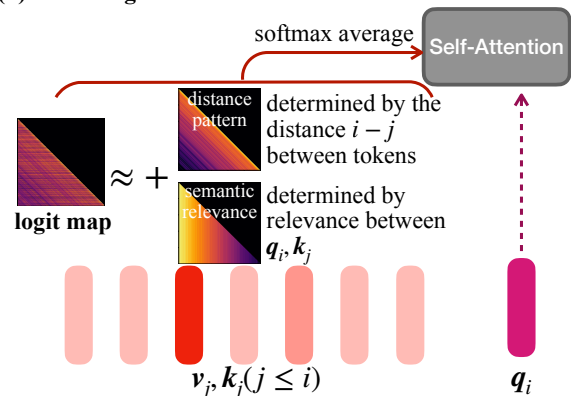 softmax average
Self-Attention
distance
pattern
determined by the
distance i − j
between tokens
≈ +
logit map
semantic
relevance
determined by
relevance between
q_i, k_j
v_j, k_j(j ≤ i)
q_i